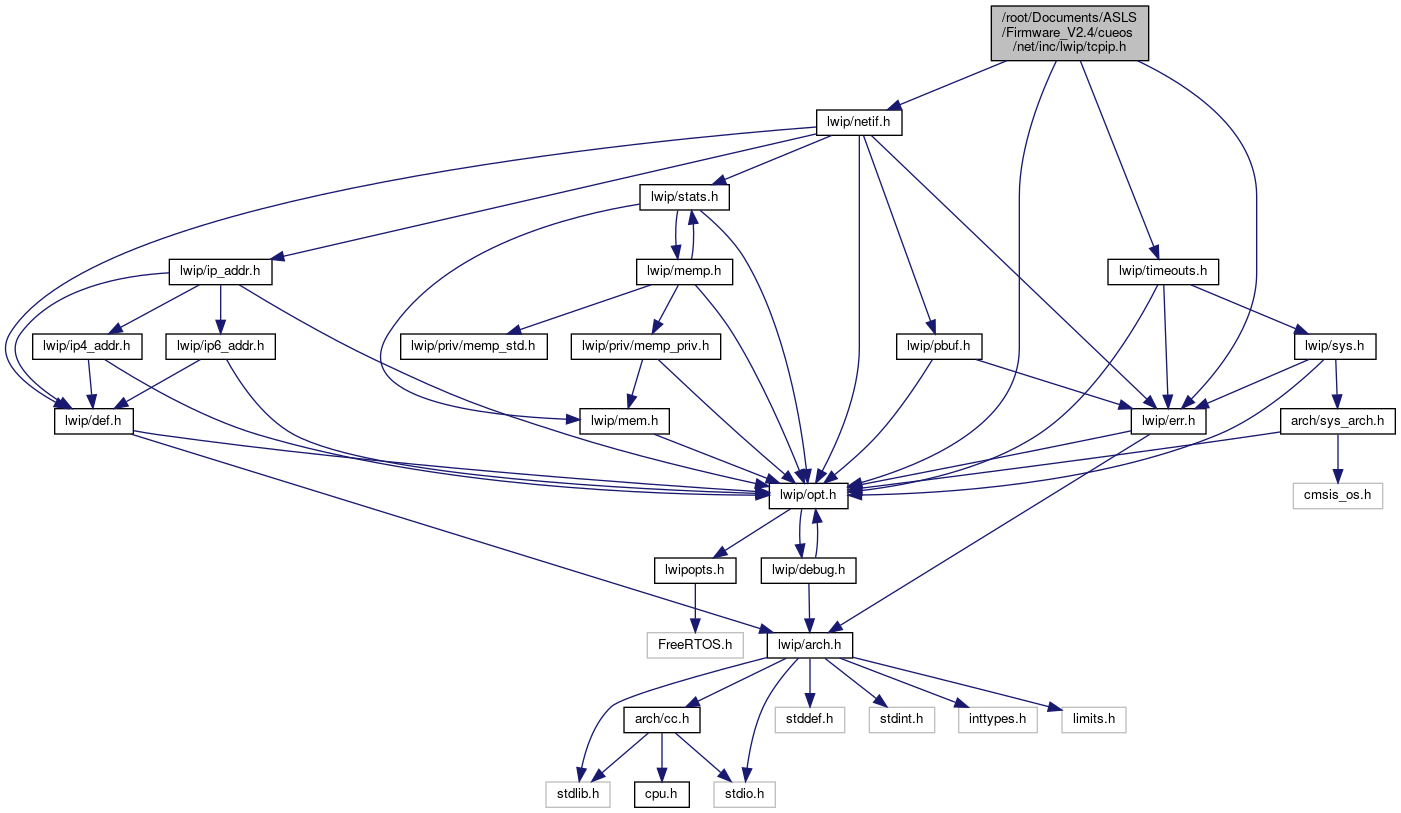 /root/Documents/ASLS
/Firmware_V2.4/cueos
/net/inc/lwip/tcpip.h
lwip/netif.h
lwip/stats.h
lwip/ip_addr.h
lwip/memp.h
lwip/timeouts.h
lwip/ip4_addr.h
lwip/ip6_addr.h
lwip/priv/memp_std.h
lwip/priv/memp_priv.h
lwip/pbuf.h
lwip/sys.h
lwip/def.h
lwip/mem.h
lwip/err.h
arch/sys_arch.h
lwip/opt.h
cmsis_os.h
lwipopts.h
lwip/debug.h
FreeRTOS.h
lwip/arch.h
arch/cc.h
stddef.h
stdint.h
inttypes.h
limits.h
stdlib.h
cpu.h
stdio.h